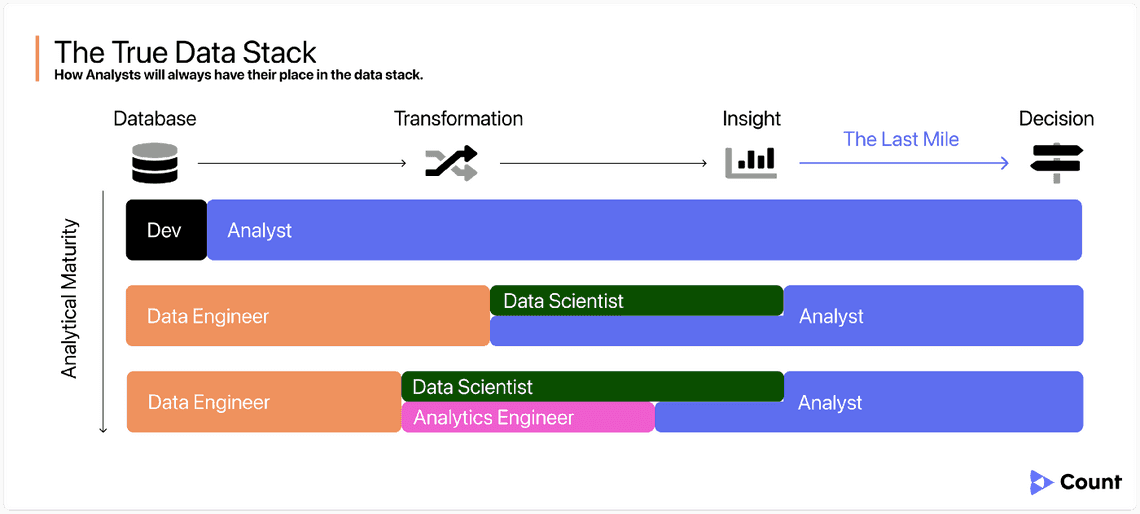 The True Data Stack
How Analysts will always have their place in the data stack.
Database
Transformation
Insight
The Last Mile
Decision
Analytical Maturity
Dev
Analyst
Data Engineer
Data Scientist
Analyst
Data Engineer
Data Scientist
Analytics Engineer
Analyst
Count